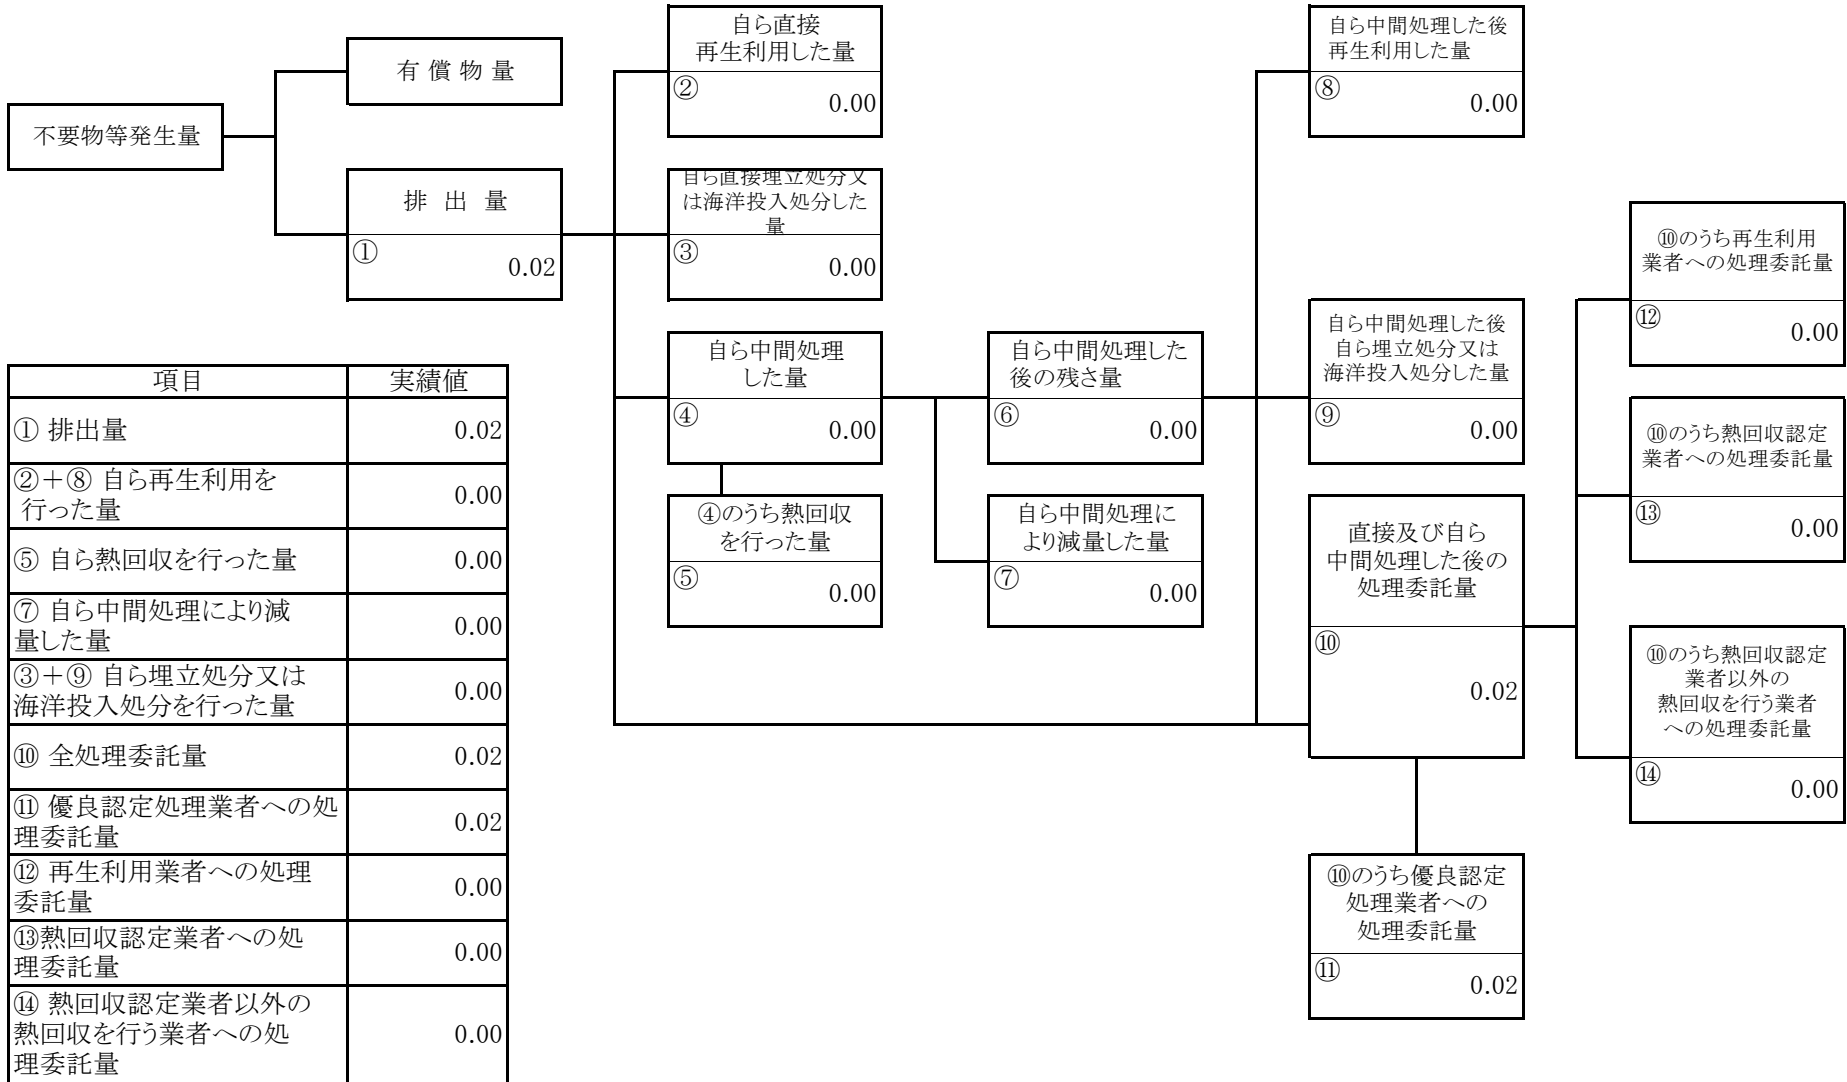 不要物等発生量
有 償 物 量
排 出 量
①
0.02
自ら直接
再生利用した量
②
0.00
自ら直接埋立処分又
は海洋投入処分した
量
③
0.00
自ら中間処理
した量
④
0.00
④のうち熱回収
を行った量
⑤
0.00
自ら中間処理した
後の残さ量
⑥
0.00
自ら中間処理に
より減量した量
⑦
0.00
自ら中間処理した後
再生利用した量
⑧
0.00
自ら中間処理した後
自ら埋立処分又は
海洋投入処分した量
⑨
0.00
直接及び自ら
中間処理した後の
処理委託量
⑩
0.02
⑩のうち優良認定
処理業者への
処理委託量
⑪
0.02
⑩のうち再生利用
業者への処理委託量
⑫
0.00
⑩のうち熱回収認定
業者への処理委託量
⑬
0.00
⑩のうち熱回収認定
業者以外の
熱回収を行う業者
への処理委託量
⑭
0.00
項目 実績値
① 排出量 0.02
②+⑧ 自ら再生利用を
行った量 0.00
⑤ 自ら熱回収を行った量 0.00
⑦ 自ら中間処理により減
量した量 0.00
③+⑨ 自ら埋立処分又は
海洋投入処分を行った量 0.00
⑩ 全処理委託量 0.02
⑪ 優良認定処理業者への処
理委託量 0.02
⑫ 再生利用業者への処理
委託量 0.00
⑬熱回収認定業者への処
理委託量 0.00
⑭ 熱回収認定業者以外の
熱回収を行う業者への処
理委託量 0.00